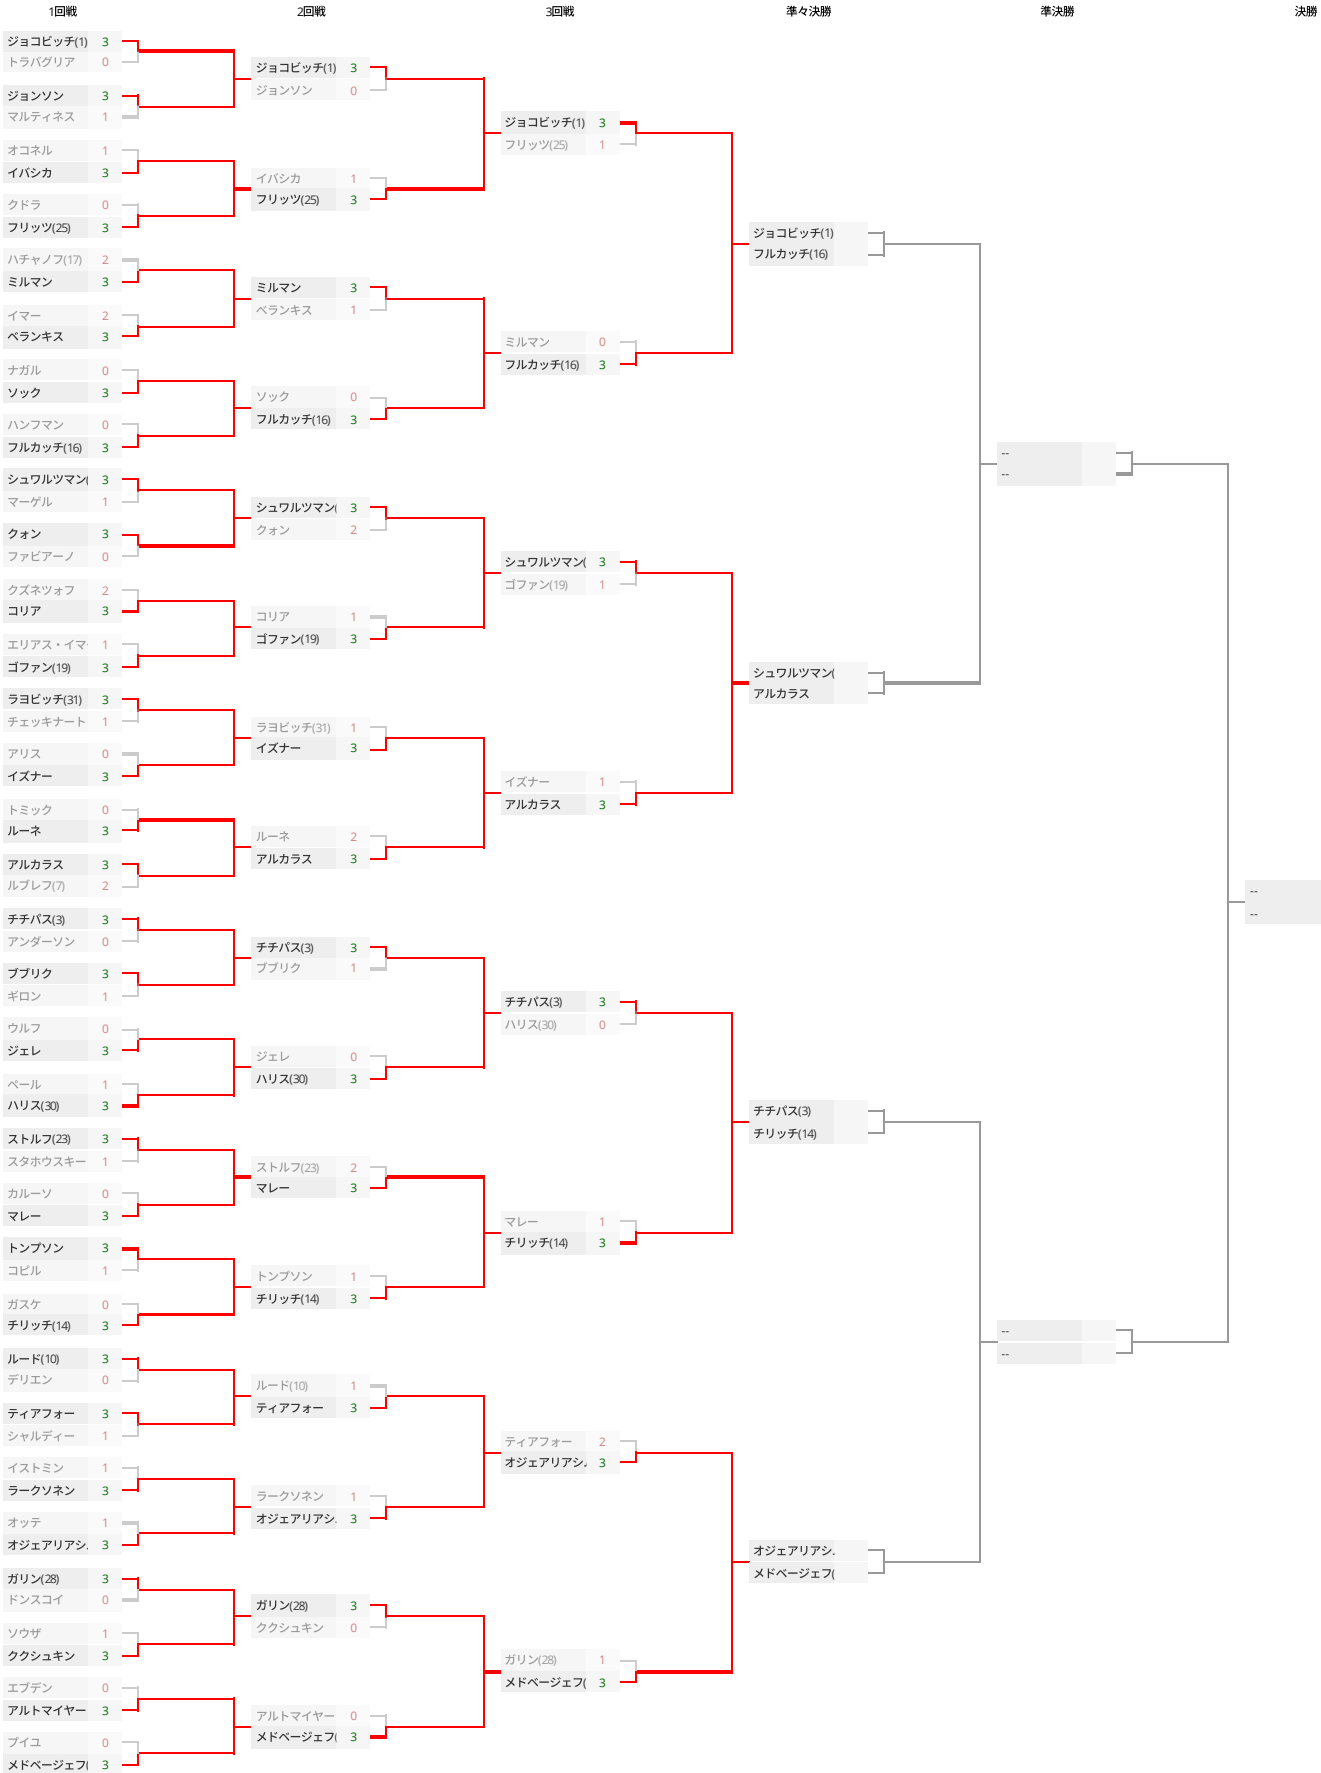 1回戦
2回戦
3回戦
準々決勝
準決勝
決勝
ジョコビッチ(1) 3
トラバグリア 0
ジョンソン 3
マルティネス 1
オコネル 1
イバシカ 3
クドラ 0
フリッツ(25) 3
ハチャノフ(17) 2
ミルマン 3
イマー 2
ベランキス 3
ナガル 0
ソック 3
ハンフマン 0
フルカッチ(16) 3
シュワルツマン( 3
マーゲル 1
クォン 3
ファビアーノ 0
クズネツォフ 2
コリア 3
エリアス・イマ 1
ゴファン(19) 3
ラヨビッチ(31) 3
チェッキナート 1
アリス 0
イズナー 3
トミック 0
ルーネ 3
アルカラス 3
ルブレフ(7) 2
チチパス(3) 3
アンダーソン 0
ブブリク 3
ギロン 1
ウルフ 0
ジェレ 3
ペール 1
ハリス(30) 3
ストルフ(23) 3
スタホウスキー 1
カルーソ 0
マレー 3
トンプソン 3
コピル 1
ガスケ 0
チリッチ(14) 3
ルード(10) 3
デリエン 0
ティアフォー 3
シャルディー 1
イストミン 1
ラークソネン 3
オッテ 1
オジェアリアシ. 3
ガリン(28) 3
ドンスコイ 0
ソウザ 1
ククシュキン 3
エブデン 0
アルトマイヤー 3
プイユ 0
メドベージェフ( 3
ジョコビッチ(1) 3
ジョンソン 0
イバシカ 1
フリッツ(25) 3
ミルマン 3
ベランキス 1
ソック 0
フルカッチ(16) 3
シュワルツマン( 3
クォン 2
コリア 1
ゴファン(19) 3
ラヨビッチ(31) 1
イズナー 3
ルーネ 2
アルカラス 3
チチパス(3) 3
ブブリク 1
ジェレ 0
ハリス(30) 3
ストルフ(23) 2
マレー 3
トンプソン 1
チリッチ(14) 3
ルード(10) 1
ティアフォー 3
ラークソネン 1
オジェアリアシ. 3
ガリン(28) 3
ククシュキン 0
アルトマイヤー 0
メドベージェフ( 3
ジョコビッチ(1) 3
フリッツ(25) 1
ミルマン 0
フルカッチ(16) 3
シュワルツマン( 3
ゴファン(19) 1
イズナー 1
アルカラス 3
チチパス(3) 3
ハリス(30) 0
マレー 1
チリッチ(14) 3
ティアフォー 2
オジェアリアシ. 3
ガリン(28) 1
メドベージェフ( 3
ジョコビッチ(1)
フルカッチ(16)
シュワルツマン(
アルカラス
チチパス(3)
チリッチ(14)
オジェアリアシ.
メドベージェフ(
--
--
--
--
--
--